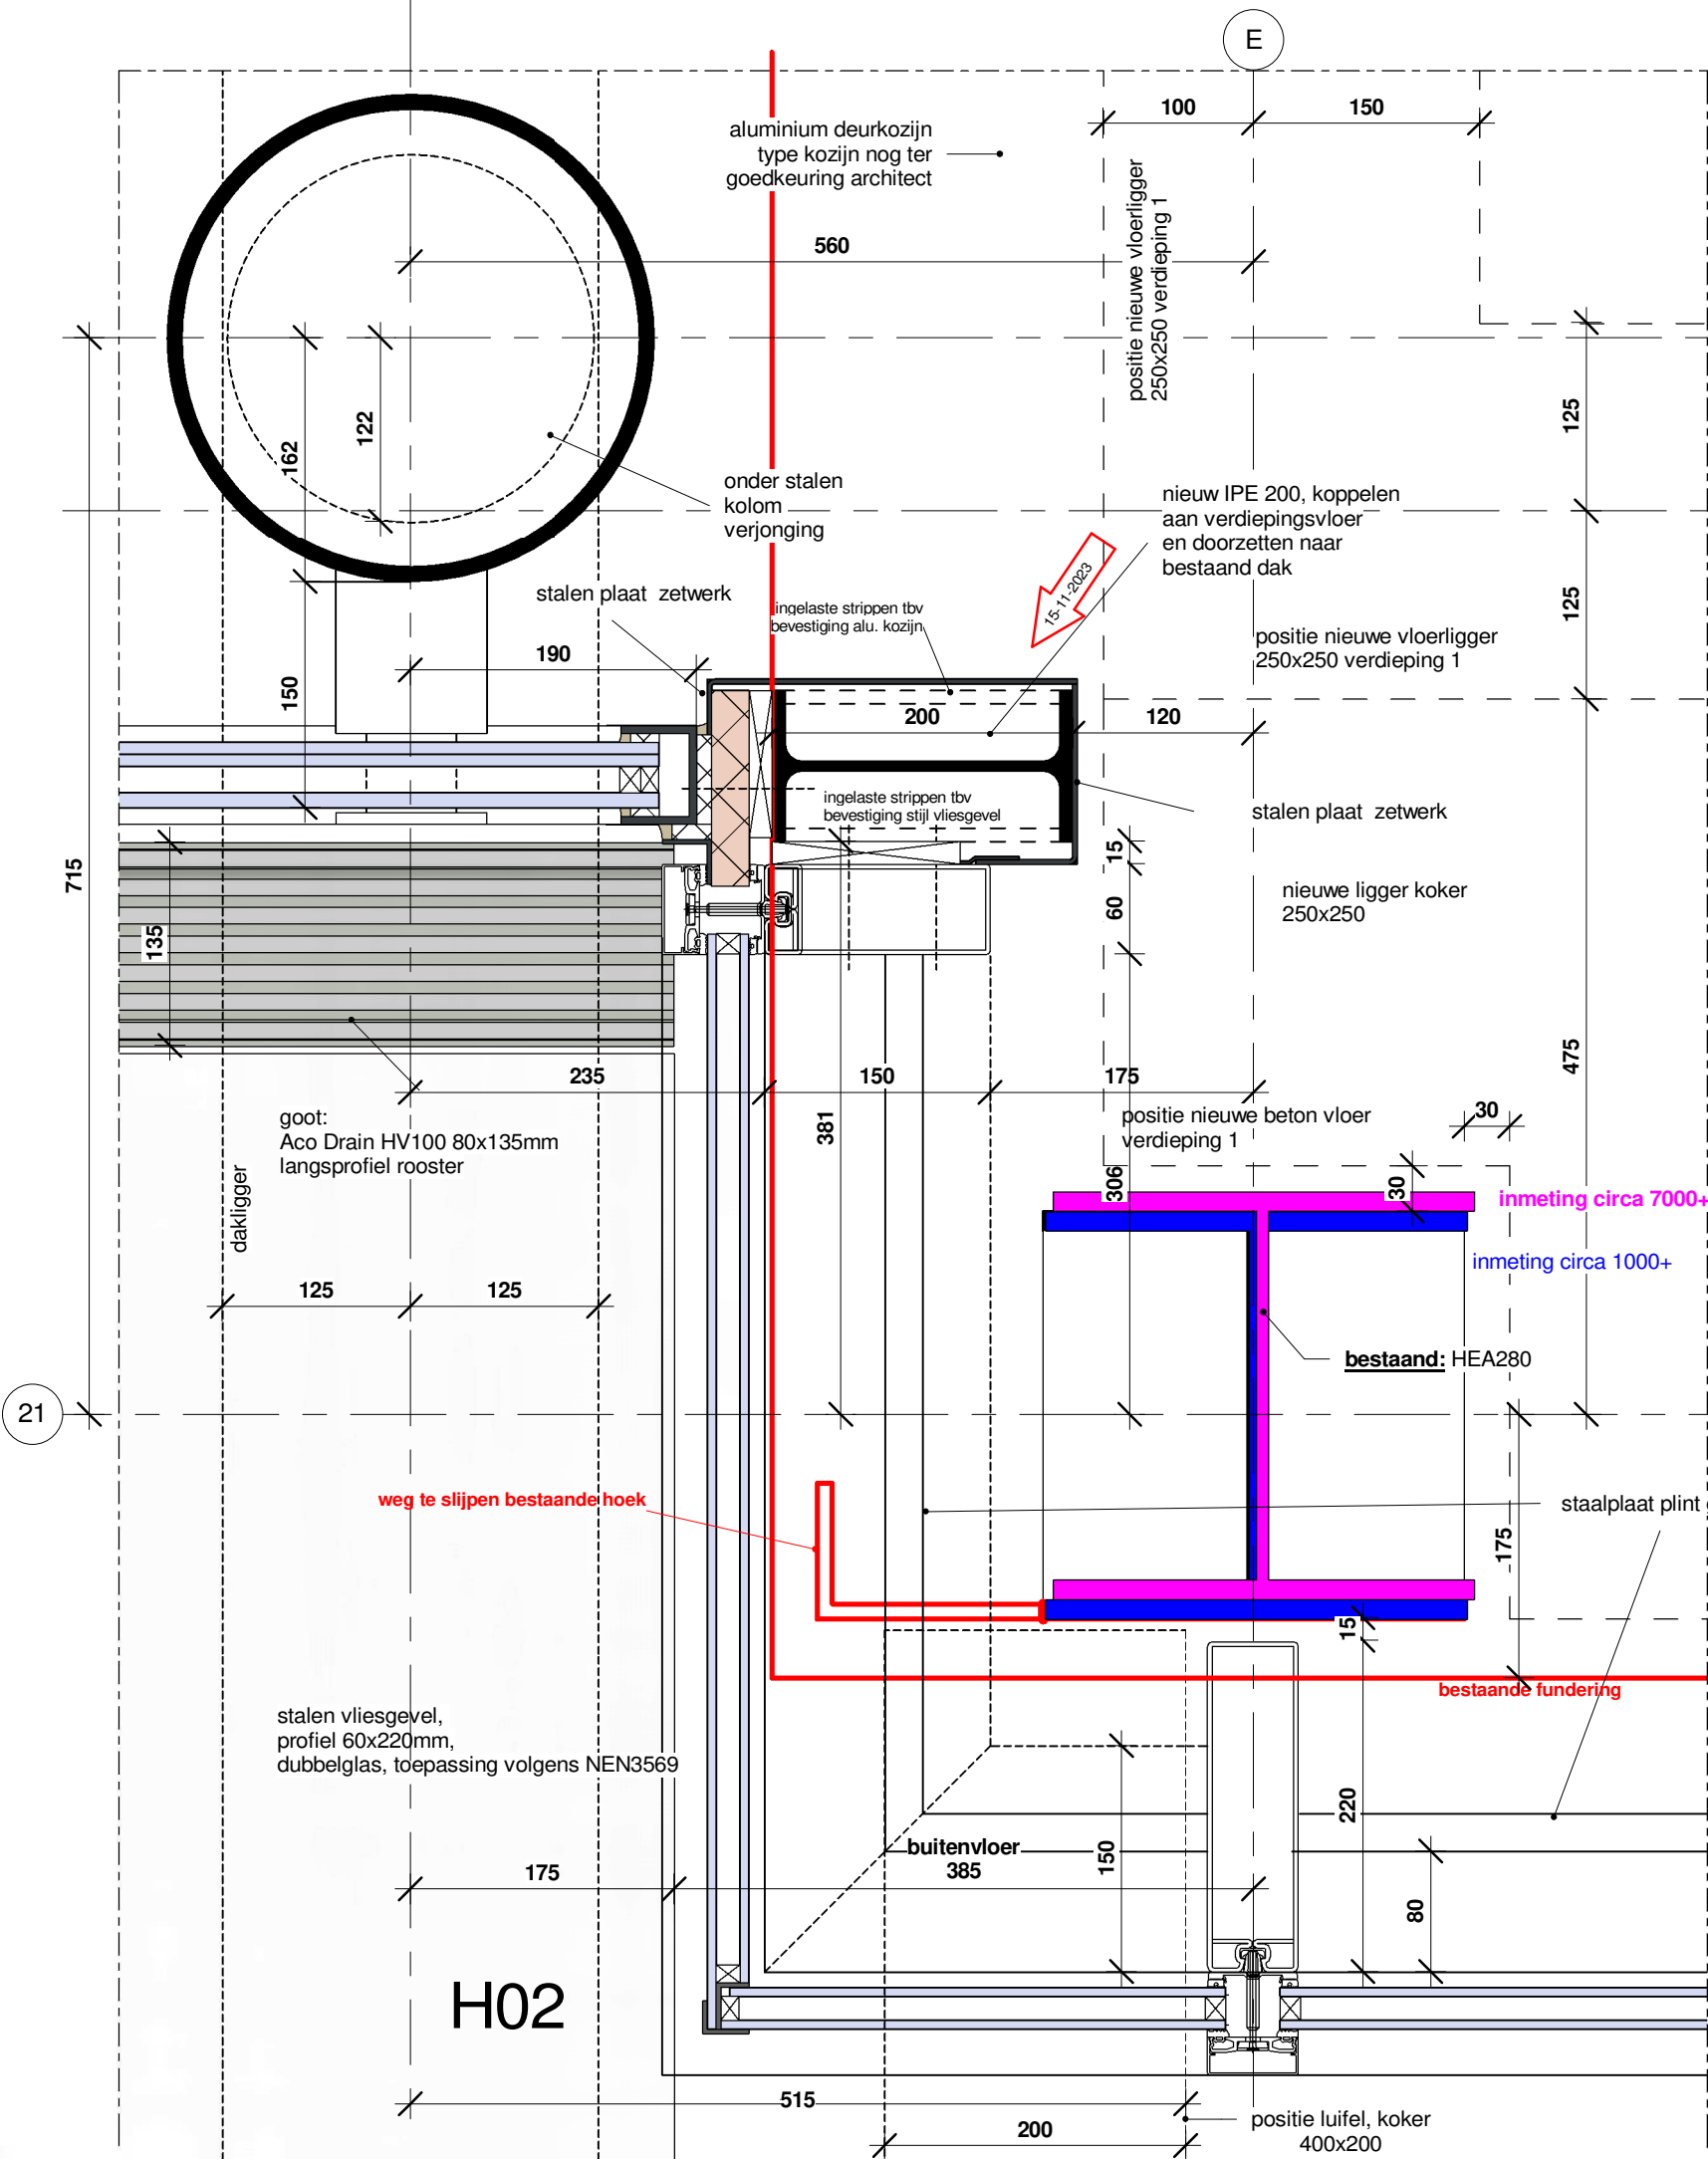 E
100
150
aluminium deurkozijn
type kozijn nog ter
goedkeuring architect
positie nieuwe vloerligger
250x250 verdieping 1
560
125
122
162
onder stalen
kolom
verjonging
nieuw IPE 200, koppelen
aan verdiepingsvloer
en doorzetten naar
bestaand dak
15-11-2023
125
stalen plaat zetwerk
ingelaste strippen tbv
bevestiging alu. kozijn
positie nieuwe vloerligger
250x250 verdieping 1
190
150
200
120
ingelaste strippen tbv
bevestiging stijl vliesgevel
stalen plaat zetwerk
715
15
60
nieuwe ligger koker
250x250
135
475
235
150
175
goot:
Aco Drain HV100 80x135mm
langsprofiel rooster
381
positie nieuwe beton vloer
verdieping 1
30
dakligger
306
30
inmeting circa 7000+
inmeting circa 1000+
125
125
bestaand: HEA280
21
weg te slijpen bestaande hoek
staalplaat plint
175
15
bestaande fundering
stalen vliesgevel,
profiel 60x220mm,
dubbelglas, toepassing volgens NEN3569
220
buitenvloer
385
150
175
80
H02
515
200
positie luifel, koker
400x200